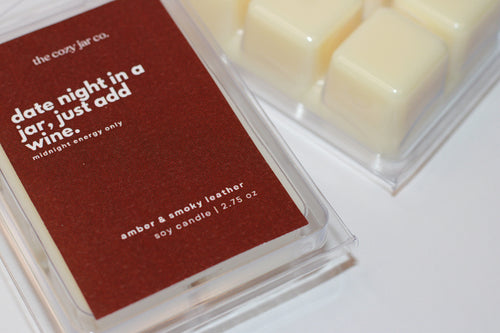 the cozy jar co.
date night in a
jar, just add
wine.
midnight energy only
amber & smoky leather
soy candle | 2.75 oz